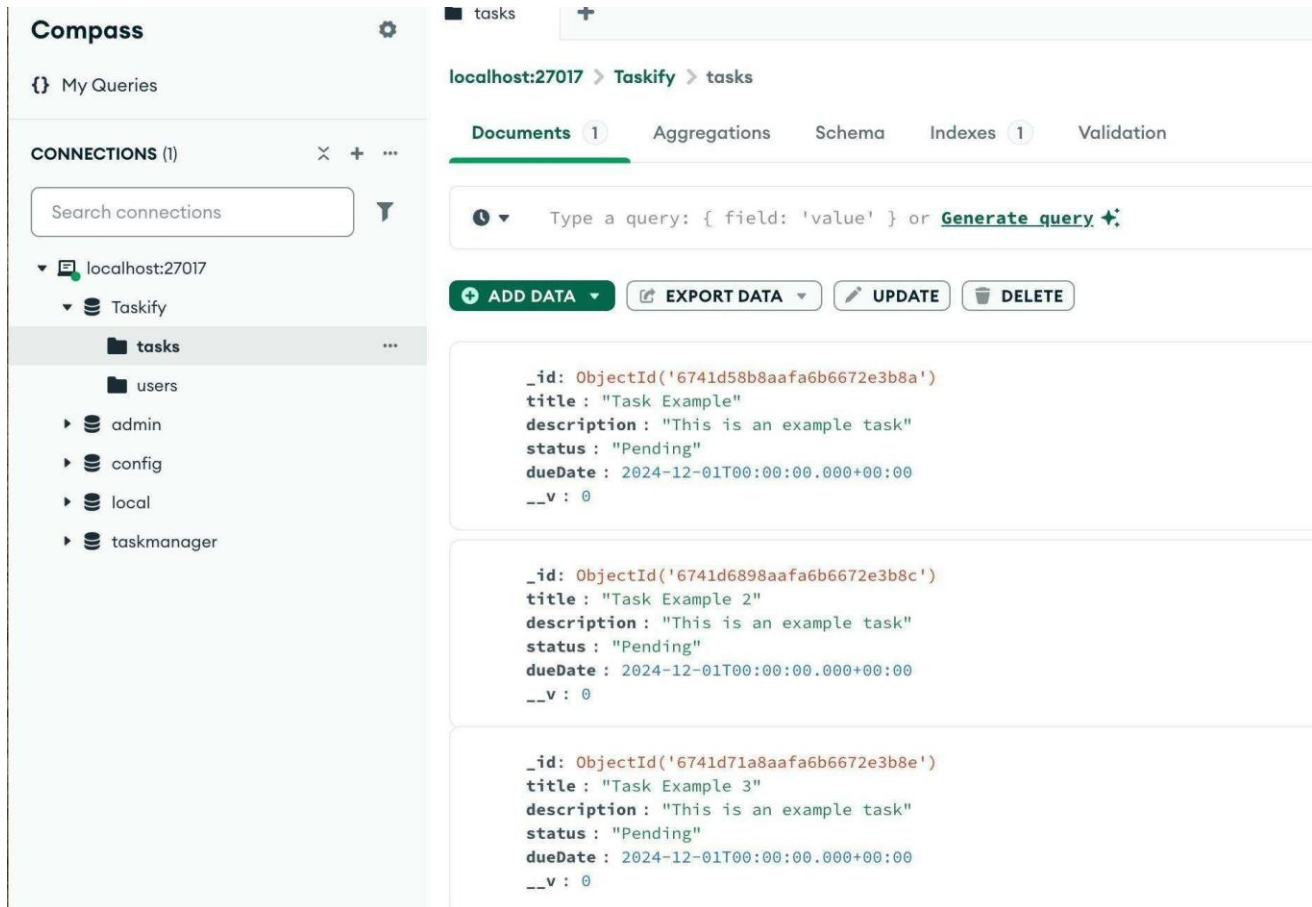 Compass
{} My Queries
CONNECTIONS (1)
Search connections
localhost:27017
Taskify
tasks
users
admin
config
local
taskmanager
tasks
localhost:27017 > Taskify > tasks
Documents 1 Aggregations Schema Indexes 1 Validation
Type a query: { field: 'value' } or Generate query
ADD DATA EXPORT DATA UPDATE DELETE
_id: ObjectId('6741d58b8aafa6b6672e3b8a')
title : "Task Example"
description : "This is an example task"
status : "Pending"
dueDate : 2024-12-01T00:00:00.000+00:00
__v : 0
_id: ObjectId('6741d6898aafa6b6672e3b8c')
title : "Task Example 2"
description : "This is an example task"
status : "Pending"
dueDate : 2024-12-01T00:00:00.000+00:00
__v : 0
_id: ObjectId('6741d71a8aafa6b6672e3b8e')
title : "Task Example 3"
description : "This is an example task"
status : "Pending"
dueDate : 2024-12-01T00:00:00.000+00:00
__v : 0